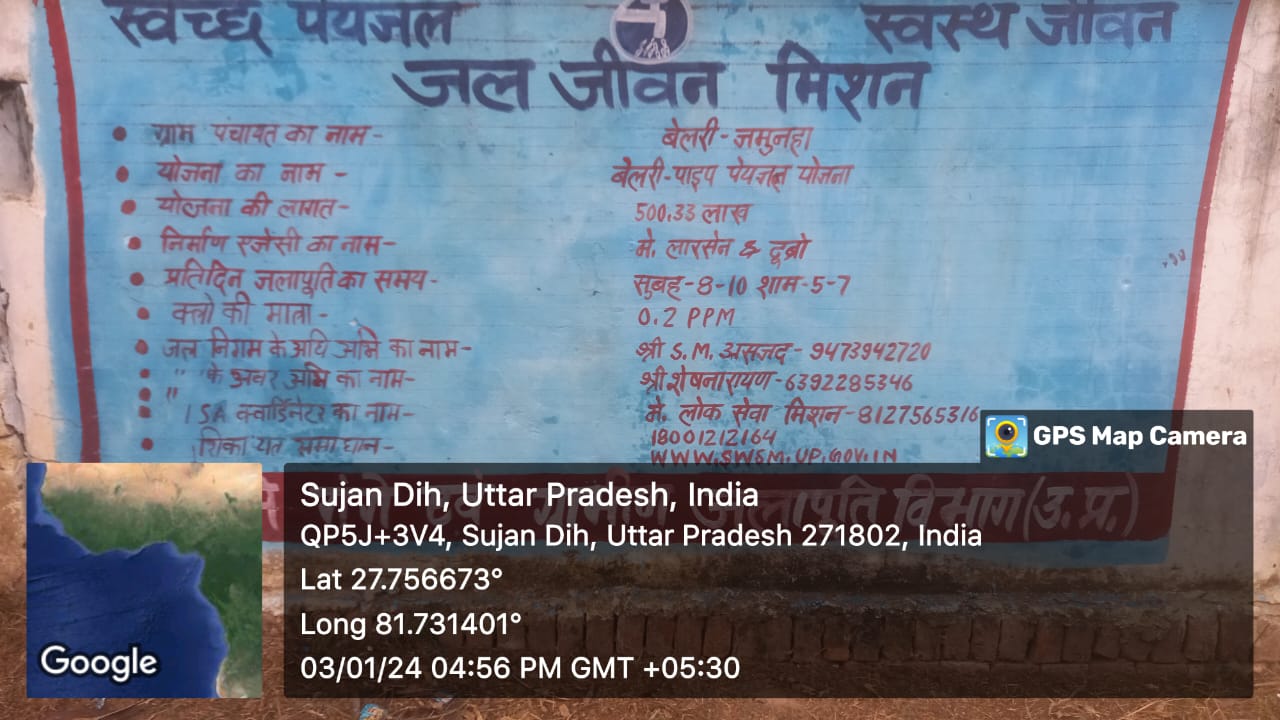 स्वच्छ पेयजल स्वस्थ जीवन
जल जीवन मिशन
• ग्राम पंचायत का नाम - बेलरी - जमुनहा
• योजना का नाम - बेलरी-पाइप पेयजल योजना
• योजना की लागत - 500.33 लाख
• निर्माण एजेंसी का नाम - मे. लारसेन & टूब्रो
• प्रतिदिन जलापूर्ति का समय - सुबह-8-10 शाम-5-7
• क्लो की मात्रा - 0.2 PPM
• जल निगम के अधि अभि का नाम - श्री S.M. असजद - 9473942720
• " " के अवर अभि का नाम - श्री शेषनारायण - 6392285346
• " ISA क्वार्डिनेटर का नाम - मे. लोक सेवा मिशन - 8127565316
• शिकायत समाधान - 18001212164
WWW.SWSM.UP.GOV.IN
विभाग (उ.प्र.)
GPS Map Camera
Sujan Dih, Uttar Pradesh, India
QP5J+3V4, Sujan Dih, Uttar Pradesh 271802, India
Lat 27.756673°
Long 81.731401°
03/01/24 04:56 PM GMT +05:30
Google